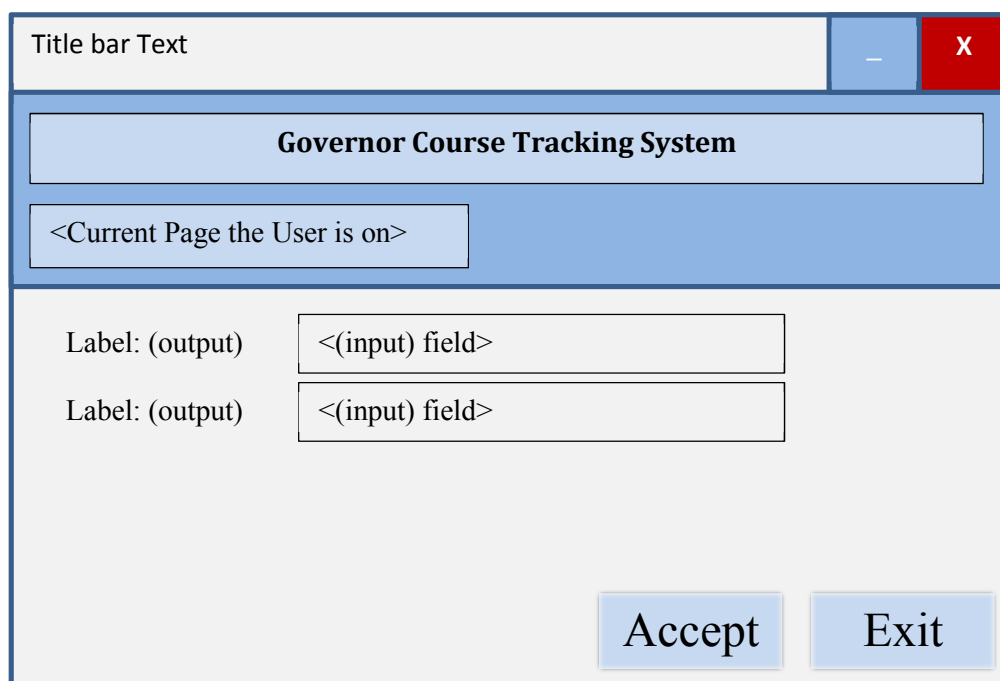 Title bar Text _ X
Governor Course Tracking System
<Current Page the User is on>
Label: (output) <(input) field>
Label: (output) <(input) field>
Accept Exit